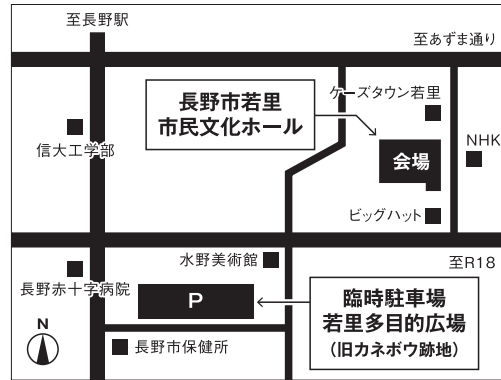 至長野駅
至あずま通り
ケーズタウン若里
長野市若里
市民文化ホール
会場
NHK
信大工学部
ビッグハット
水野美術館
至R18
長野赤十字病院
P
臨時駐車場
若里多目的広場
(旧カネボウ跡地)
N
長野市保健所